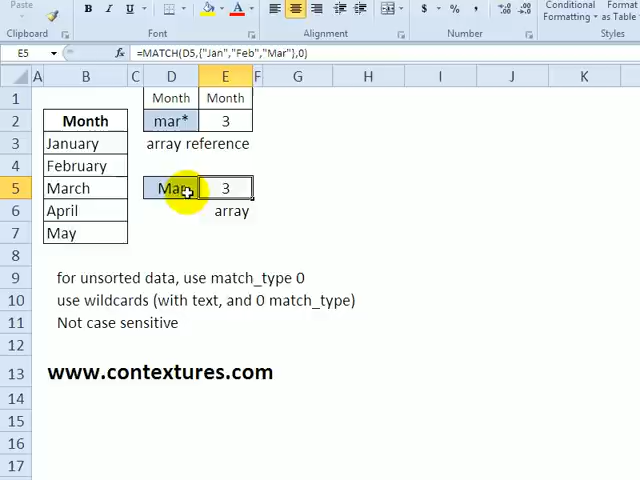 Paste
B I U
A
$ % ,
Conditional
Formatting
Format
Clipboard Font Alignment Number Styles
E5 fx =MATCH(D5,{"Jan","Feb","Mar"},0)
A B C D E F G H I J K
1 Month Month
2 Month mar* 3
3 January array reference
4 February
5 March Mar 3
6 April array
7 May
8
9 for unsorted data, use match_type 0
10 use wildcards (with text, and 0 match_type)
11 Not case sensitive
12
13 www.contextures.com
14
15
16
17